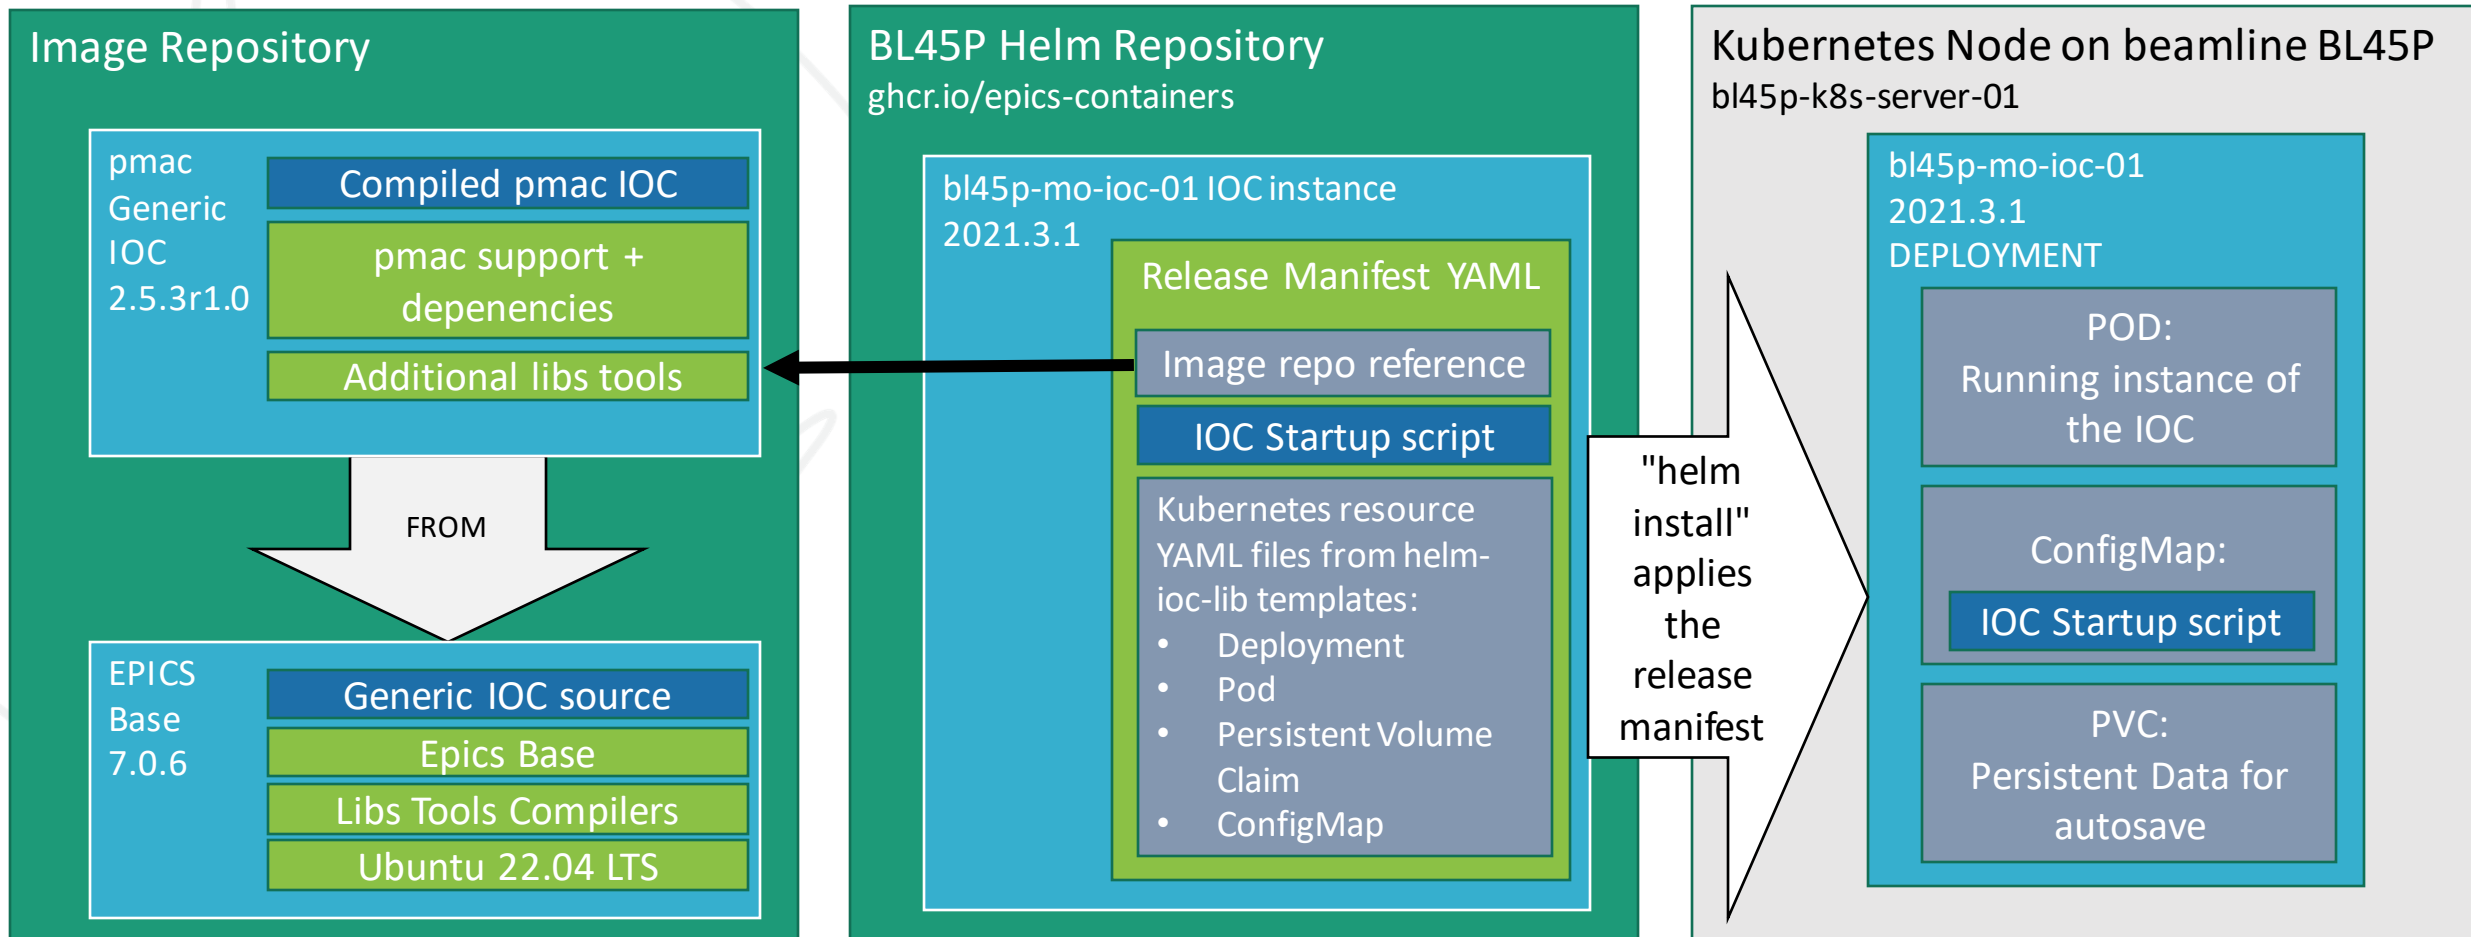 Image Repository
pmac
Generic
IOC
2.5.3r1.0
Compiled pmac IOC
pmac support +
depenencies
Additional libs tools
FROM
EPICS
Base
7.0.6
Generic IOC source
Epics Base
Libs Tools Compilers
Ubuntu 22.04 LTS
BL45P Helm Repository
ghcr.io/epics-containers
bl45p-mo-ioc-01 IOC instance
2021.3.1
Release Manifest YAML
Image repo reference
IOC Startup script
Kubernetes resource
YAML files from helm-
ioc-lib templates:
• Deployment
• Pod
• Persistent Volume
Claim
• ConfigMap
"helm
install"
applies
the
release
manifest
Kubernetes Node on beamline BL45P
bl45p-k8s-server-01
bl45p-mo-ioc-01
2021.3.1
DEPLOYMENT
POD:
Running instance of
the IOC
ConfigMap:
IOC Startup script
PVC:
Persistent Data for
autosave